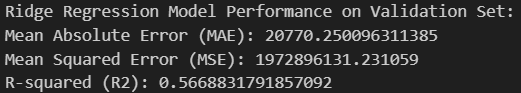 Ridge Regression Model Performance on Validation Set:
Mean Absolute Error (MAE): 20770.250096311385
Mean Squared Error (MSE): 1972896131.231059
R-squared (R2): 0.5668831791857092